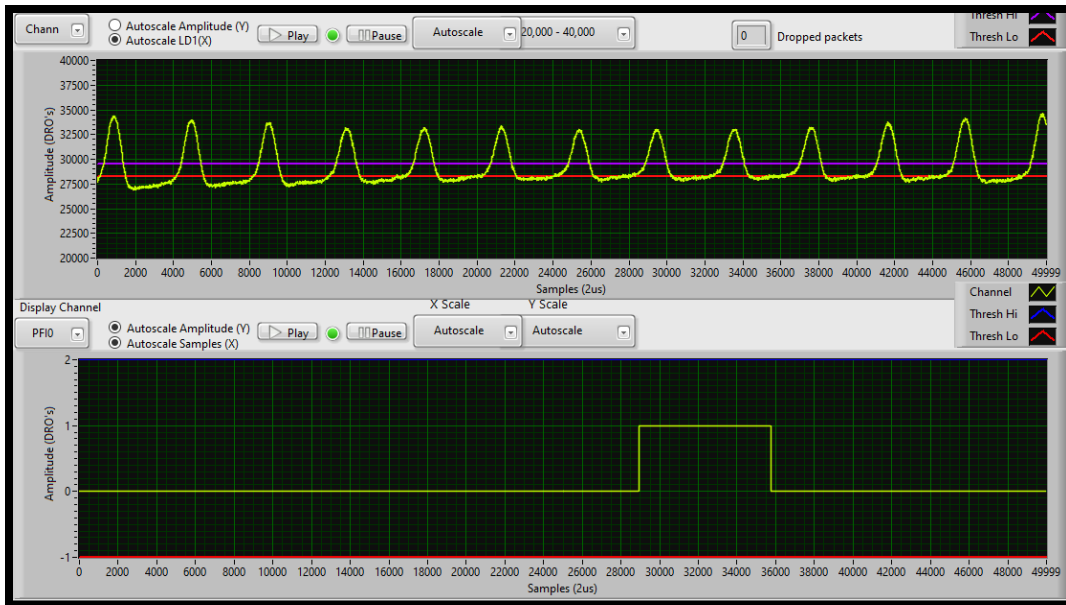 Thresh Hi
Chann
Autoscale Amplitude (Y)
Autoscale LD1(X)
Play
Pause
Autoscale
20,000 - 40,000
0
Dropped packets
Thresh Lo
40000
37500
35000
32500
30000
27500
25000
22500
20000
Amplitude (DRO's)
0 2000 4000 6000 8000 10000 12000 14000 16000 18000 20000 22000 24000 26000 28000 30000 32000 34000 36000 38000 40000 42000 44000 46000 48000 49999
Samples (2us)
Display Channel
X Scale
Y Scale
Channel
Thresh Hi
Thresh Lo
PFI0
Autoscale Amplitude (Y)
Autoscale Samples (X)
Play
Pause
Autoscale
Autoscale
2
1
0
-1
Amplitude (DRO's)
0 2000 4000 6000 8000 10000 12000 14000 16000 18000 20000 22000 24000 26000 28000 30000 32000 34000 36000 38000 40000 42000 44000 46000 48000 49999
Samples (2us)